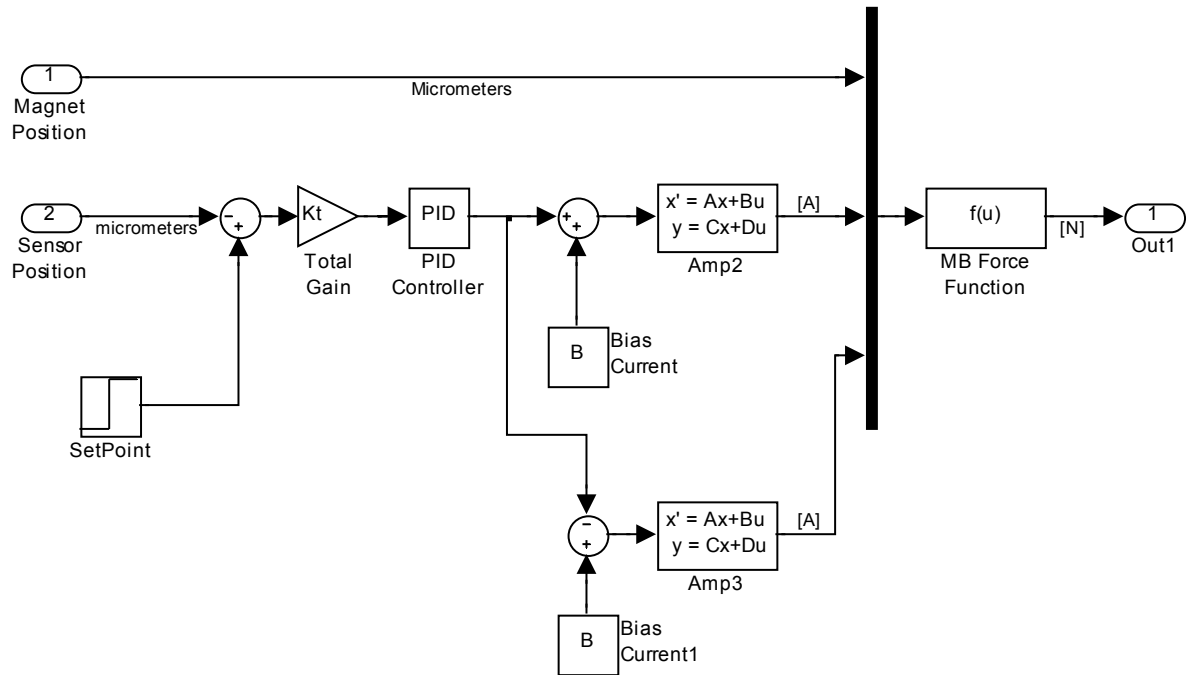 1
Magnet
Position
Micrometers
2
Sensor
Position
micrometers
-
+
Kt
Total
Gain
PID
PID
Controller
+
+
x' = Ax+Bu
y = Cx+Du
Amp2
[A]
f(u)
MB Force
Function
[N]
1
Out1
B
Bias
Current
SetPoint
-
+
x' = Ax+Bu
y = Cx+Du
Amp3
[A]
B
Bias
Current1